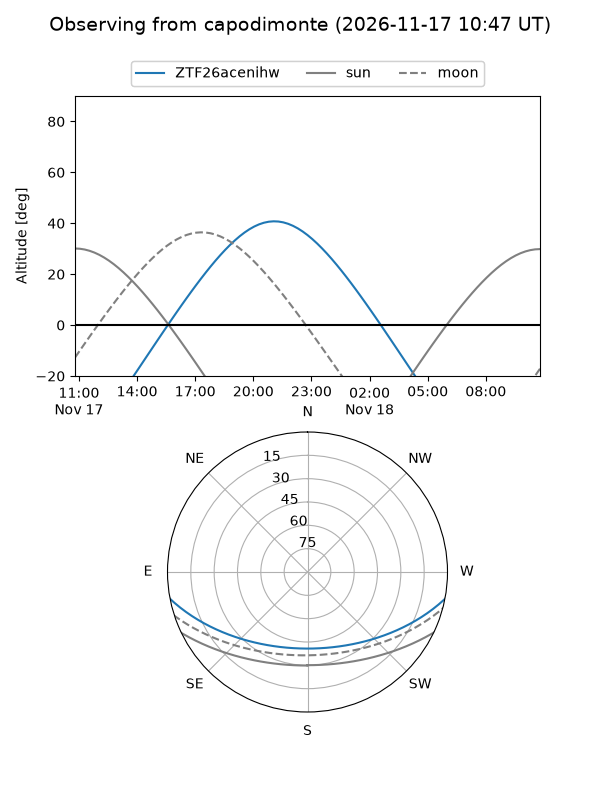 Observing from capodimonte (2026-11-17 10:47 UT)
ZTF26acenihw sun moon
Altitude [deg]
80
60
40
20
0
−20
11:00 14:00 17:00 20:00 23:00 02:00 05:00 08:00
Nov 17 Nov 18
N
NE NW
15
30
45
60
75
E W
SE SW
S